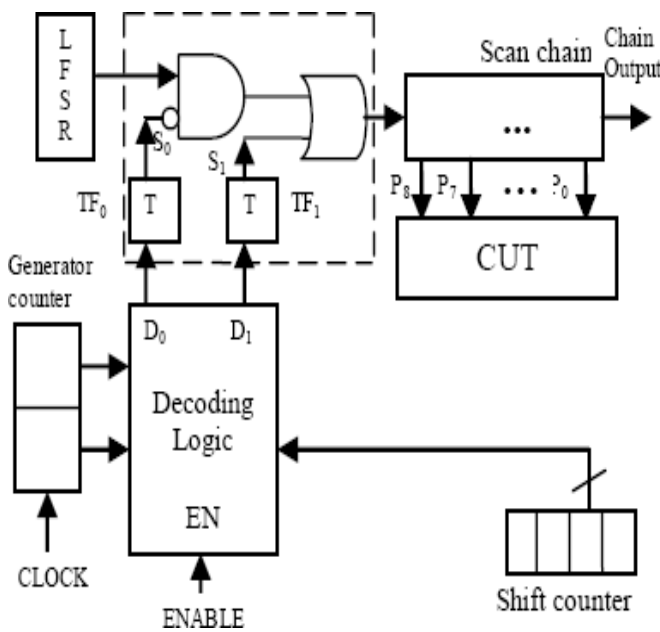 L
F
S
R
Scan chain
Chain
Output
...
S0
S1
TF0
T
T
TF1
P8
P7
...
P0
CUT
Generator
counter
D0
D1
Decoding
Logic
EN
CLOCK
ENABLE
Shift counter